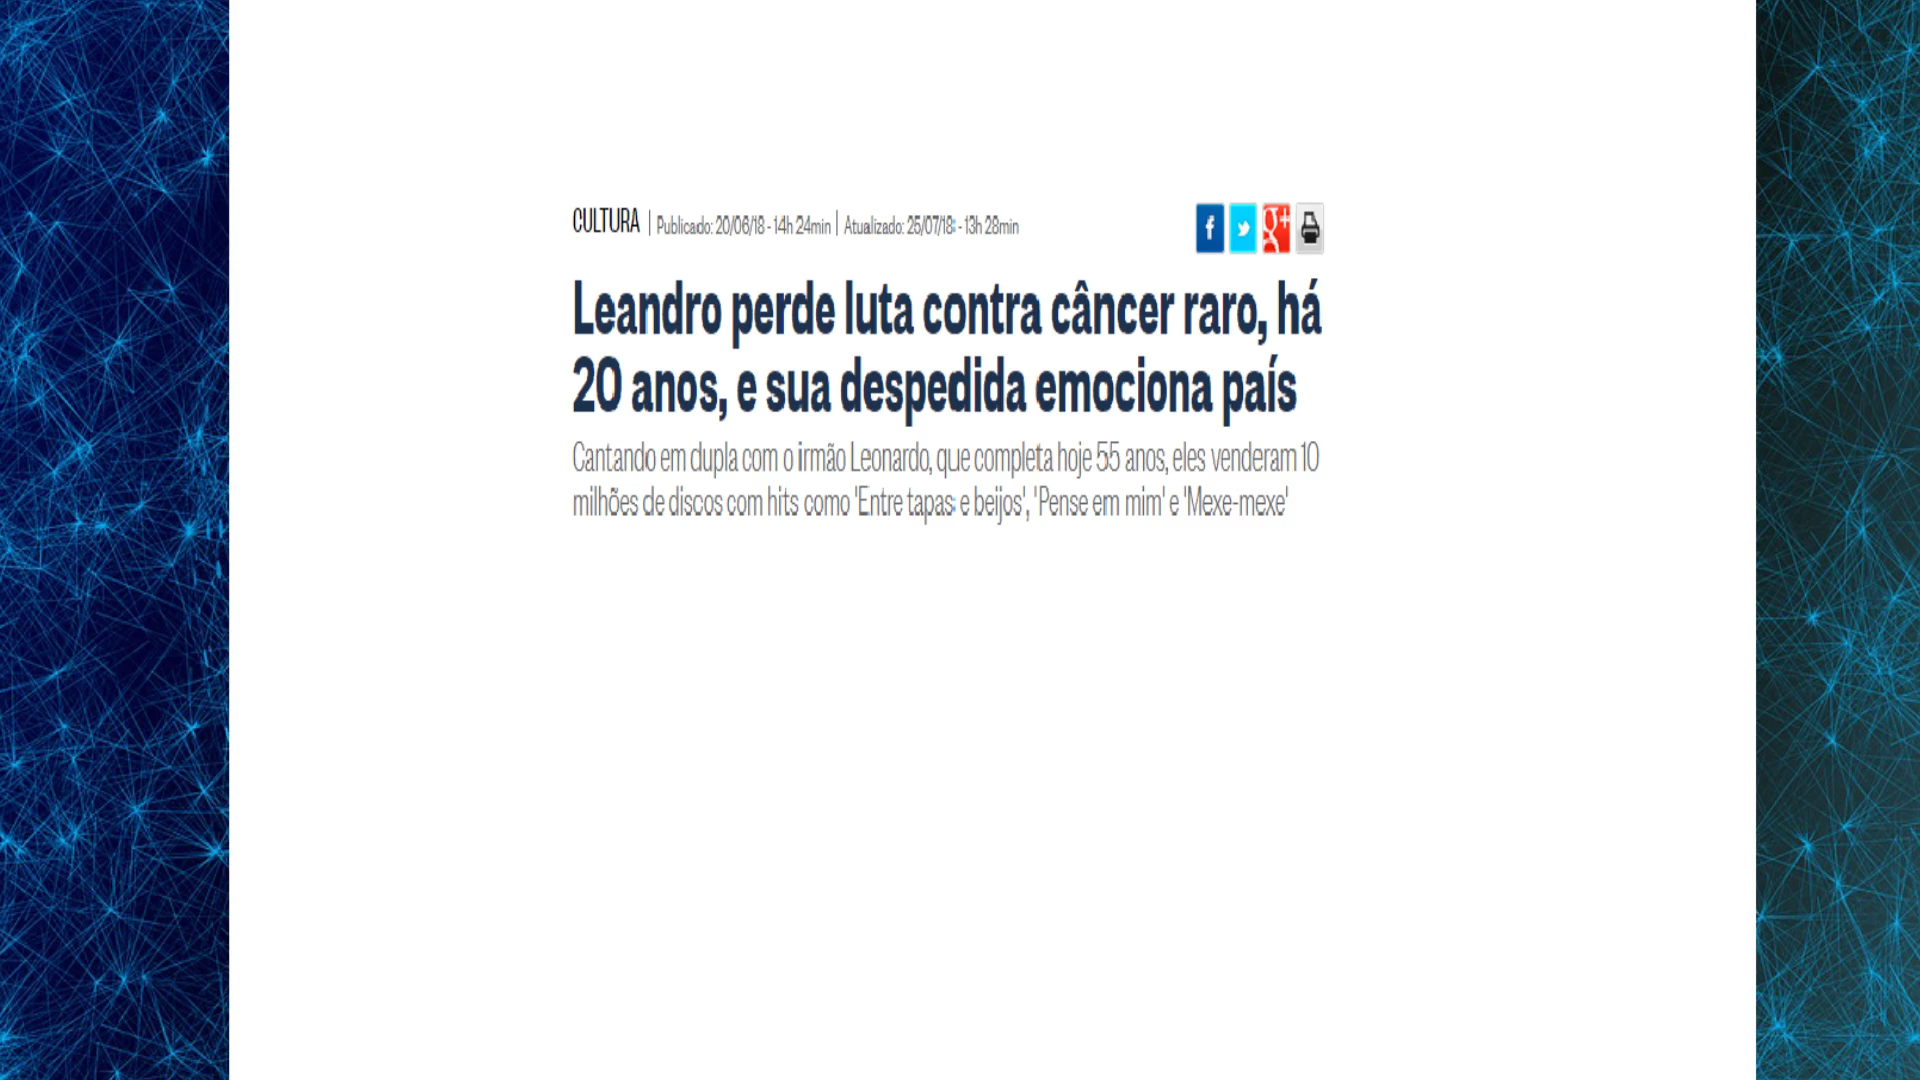 CULTURA | Publicado: 20/06/18 - 14h 24min | Atualizado: 25/07/18 - 13h 28min
Leandro perde luta contra câncer raro, há
20 anos, e sua despedida emociona país
Cantando em dupla com o irmão Leonardo, que completa hoje 55 anos, eles venderam 10
milhões de discos com hits como 'Entre tapas e beijos', 'Pense em mim' e 'Mexe-mexe'